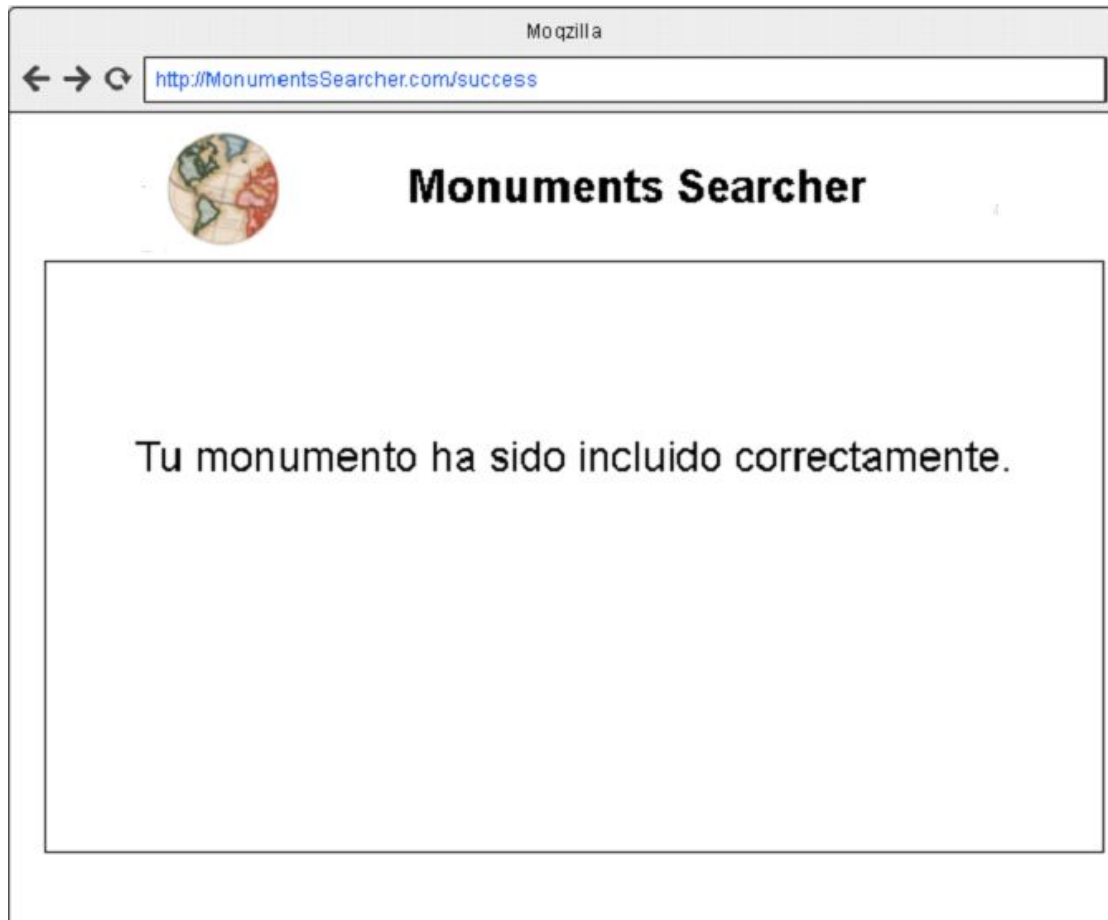 Moqzilla
http://MonumentsSearcher.com/success
Monuments Searcher
Tu monumento ha sido incluido correctamente.